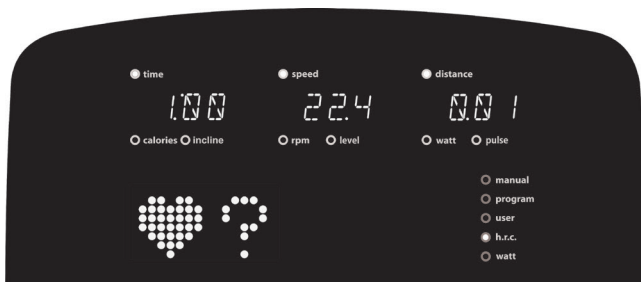 time speed distance
1:00 22.4 0.01
calories incline rpm level watt pulse
manual
program
user
h.r.c.
watt
?